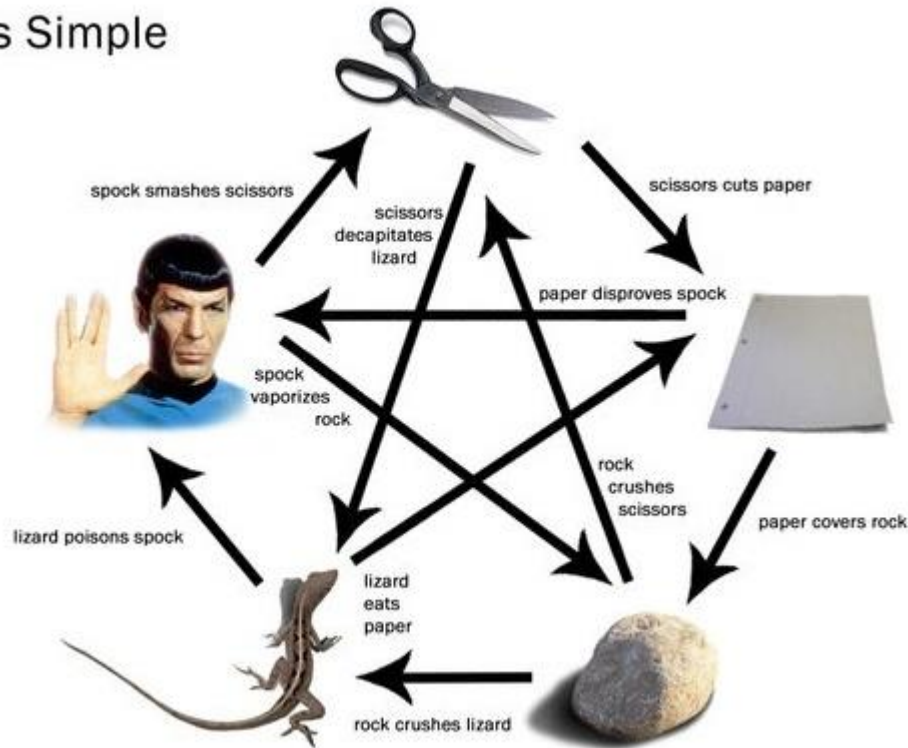 s Simple
spock smashes scissors
scissors cuts paper
scissors
decapitates
lizard
paper disproves spock
spock
vaporizes
rock
rock
crushes
scissors
lizard poisons spock
paper covers rock
lizard
eats
paper
rock crushes lizard